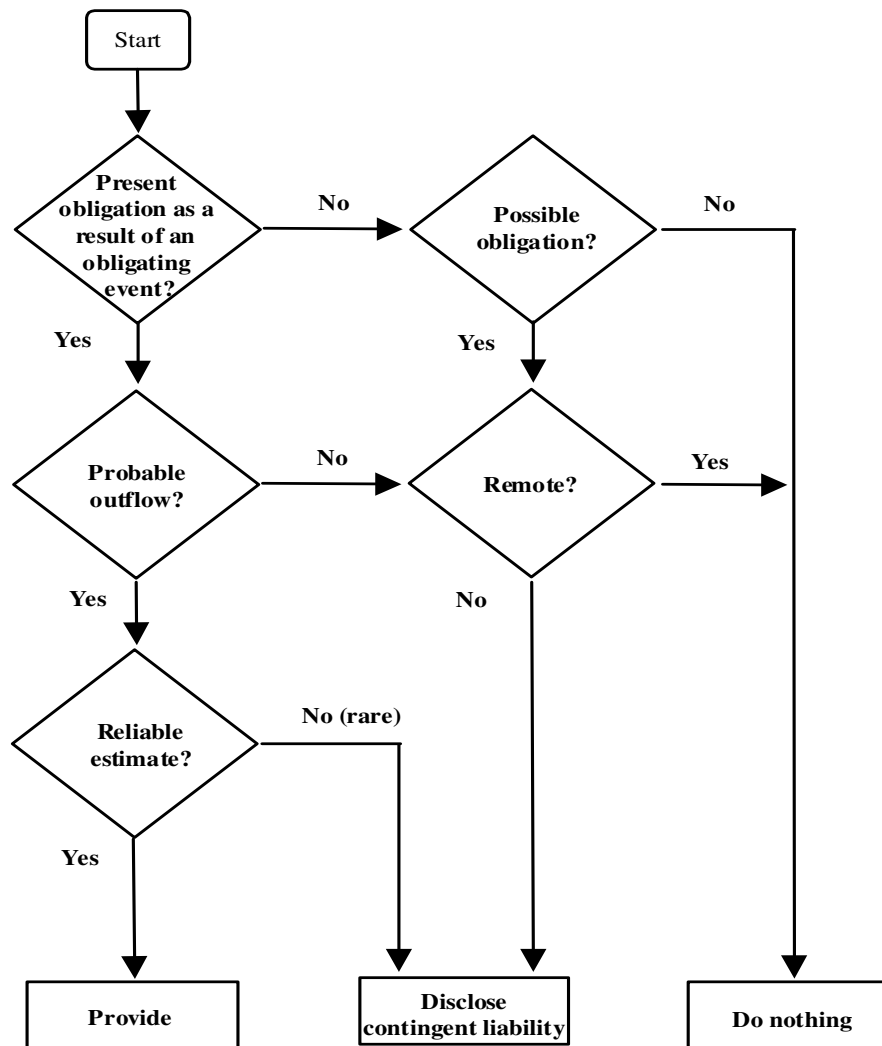 Start
Present
obligation as a
result of an
obligating
event?
No
Possible
obligation?
No
Yes
Yes
Probable
outflow?
No
Remote?
Yes
Yes
No
Reliable
estimate?
No (rare)
Yes
Provide
Disclose
contingent liability
Do nothing